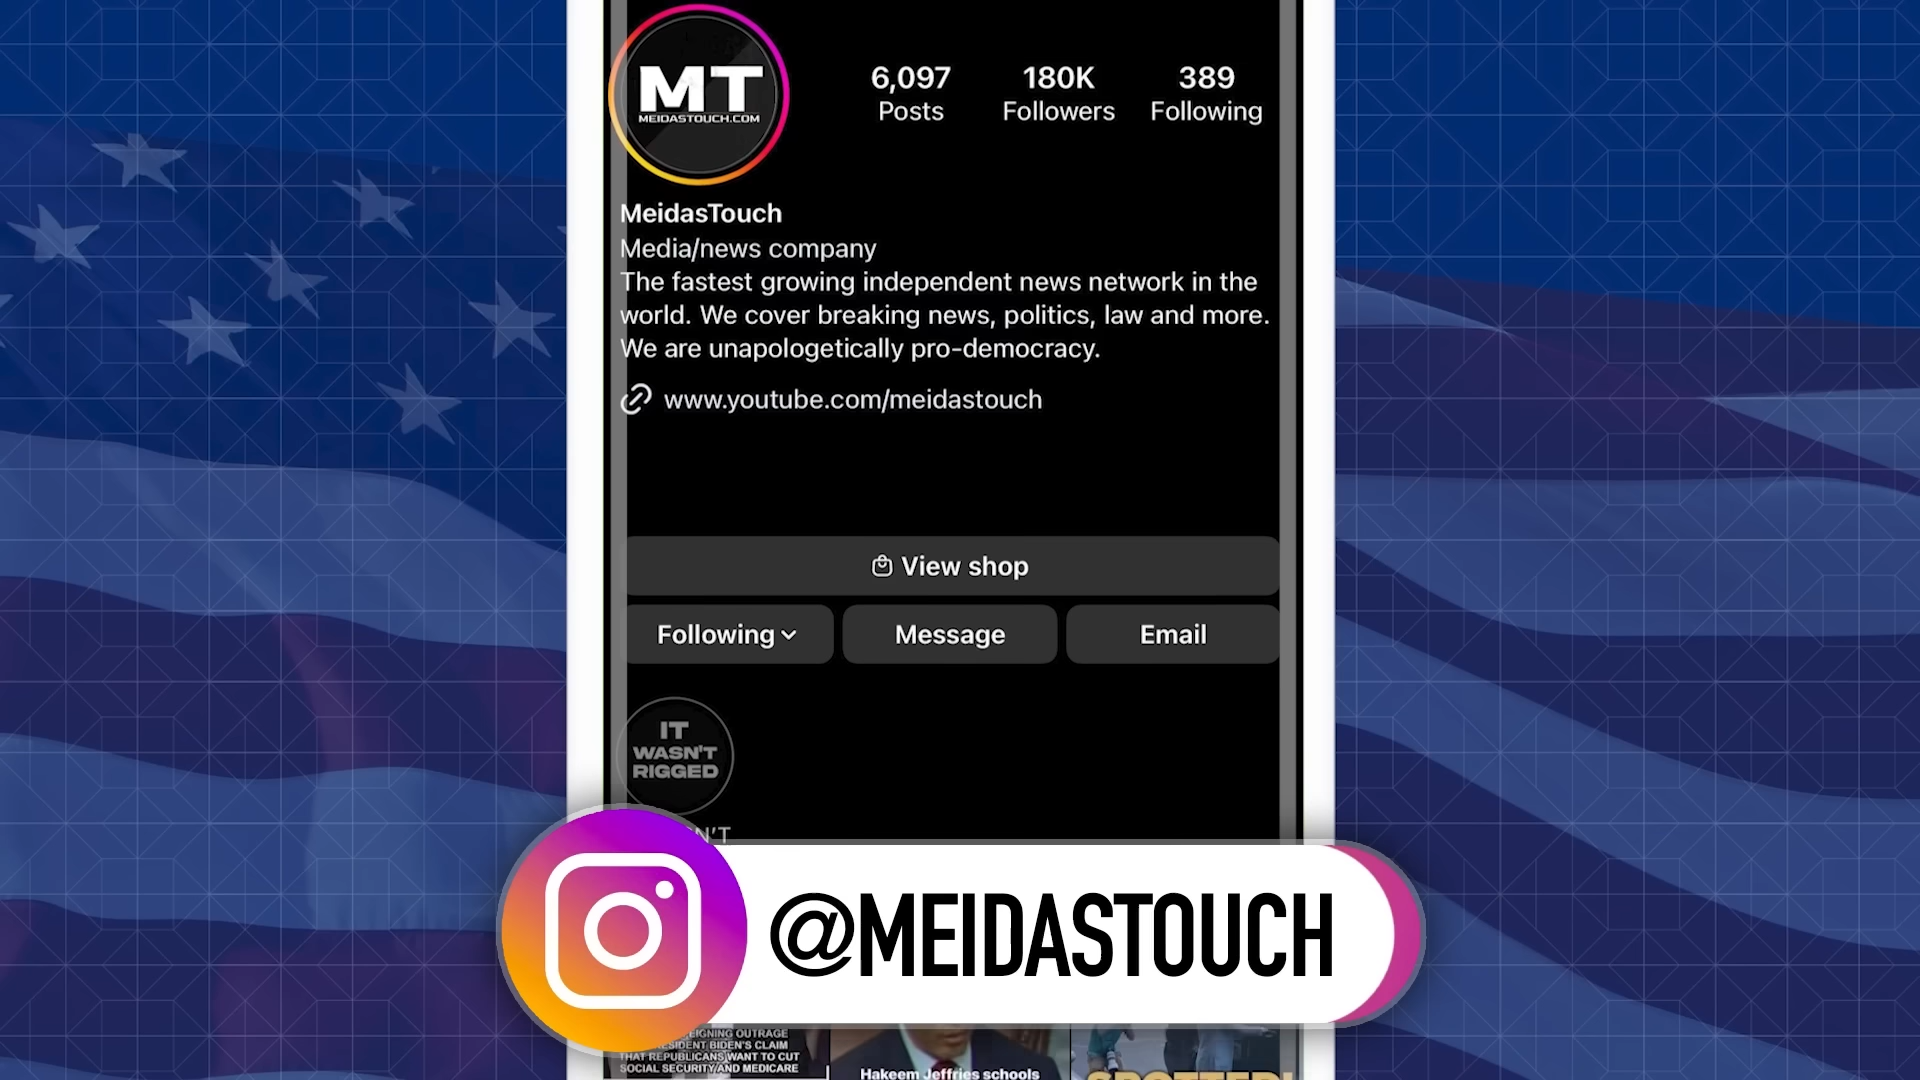 MT
MEIDASTOUCH.COM
6,097
Posts
180K
Followers
389
Following
MeidasTouch
Media/news company
The fastest growing independent news network in the
world. We cover breaking news, politics, law and more.
We are unapologetically pro-democracy.
www.youtube.com/meidastouch
View shop
Following
Message
Email
IT
WASN'T
RIGGED
N'T
@MEIDASTOUCH
EIGNING OUTRAGE
ESIDENT BIDEN'S CLAIM
THAT REPUBLICANS WANT TO CUT
SOCIAL SECURITY AND MEDICARE
Hakeem Jeffries schools
SPOTTED!